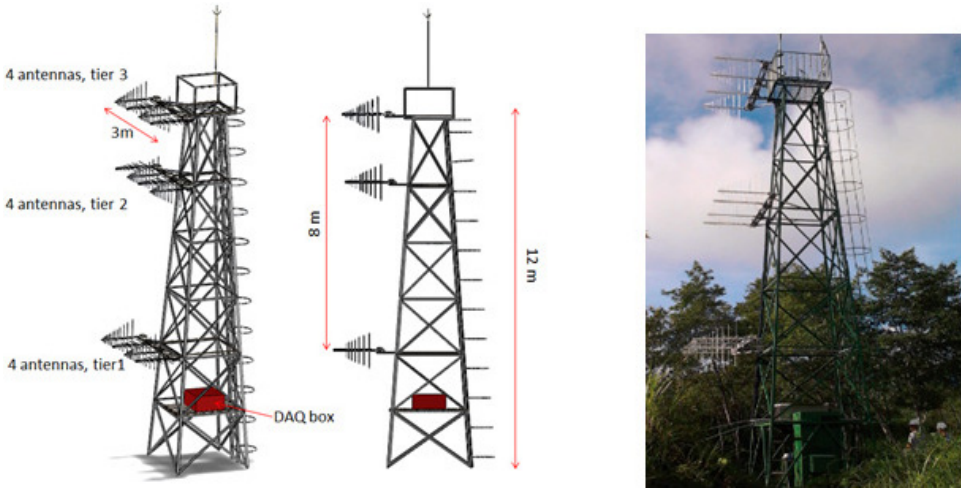 4 antennas, tier 3
3m
4 antennas, tier 2
4 antennas, tier1
DAQ box
8 m
12 m